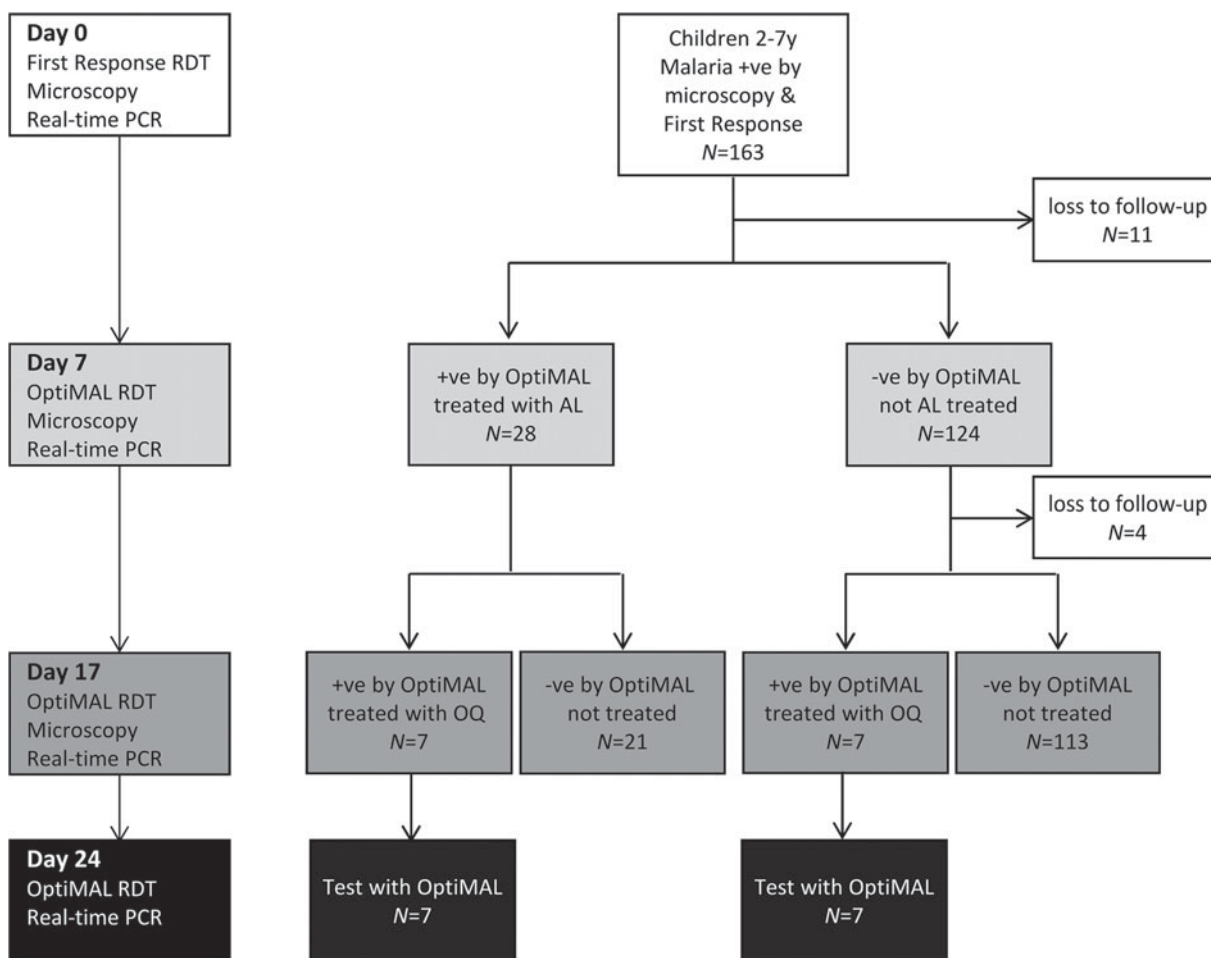 Day 0
First Response RDT
Microscopy
Real-time PCR
Children 2-7y
Malaria +ve by
microscopy &
First Response
N=163
loss to follow-up
N=11
Day 7
OptiMAL RDT
Microscopy
Real-time PCR
+ve by OptiMAL
treated with AL
N=28
-ve by OptiMAL
not AL treated
N=124
loss to follow-up
N=4
Day 17
OptiMAL RDT
Microscopy
Real-time PCR
+ve by OptiMAL
treated with OQ
N=7
-ve by OptiMAL
not treated
N=21
+ve by OptiMAL
treated with OQ
N=7
-ve by OptiMAL
not treated
N=113
Day 24
OptiMAL RDT
Real-time PCR
Test with OptiMAL
N=7
Test with OptiMAL
N=7